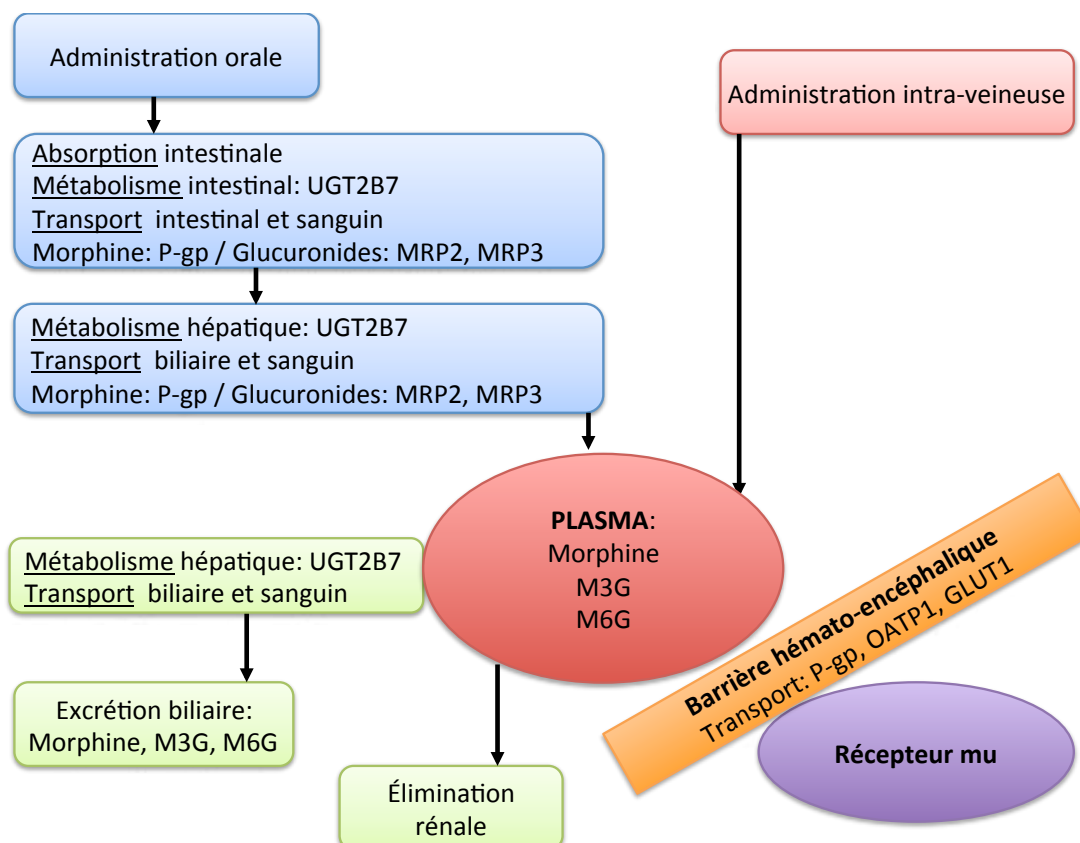 Administration orale
Administration intra-veineuse
Absorption intestinale
Métabolisme intestinal: UGT2B7
Transport intestinal et sanguin
Morphine: P-gp / Glucuronides: MRP2, MRP3
Métabolisme hépatique: UGT2B7
Transport biliaire et sanguin
Morphine: P-gp / Glucuronides: MRP2, MRP3
PLASMA:
Morphine
M3G
M6G
Métabolisme hépatique: UGT2B7
Transport biliaire et sanguin
Barrière hémato-encéphalique
Transport: P-gp, OATP1, GLUT1
Excrétion biliaire:
Morphine, M3G, M6G
Récepteur mu
Élimination
rénale